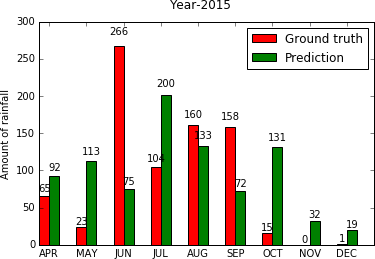 Year-2015
Amount of rainfall
300
250
200
150
100
50
0
Ground truth
Prediction
65
92
23
113
266
75
104
200
160
133
158
72
15
131
0
32
1
19
APR
MAY
JUN
JUL
AUG
SEP
OCT
NOV
DEC